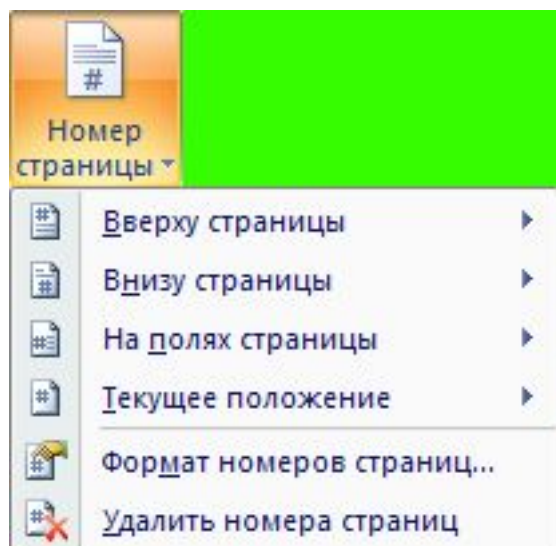 Номер
страницы
Вверху страницы
Внизу страницы
На полях страницы
Текущее положение
Формат номеров страниц...
Удалить номера страниц